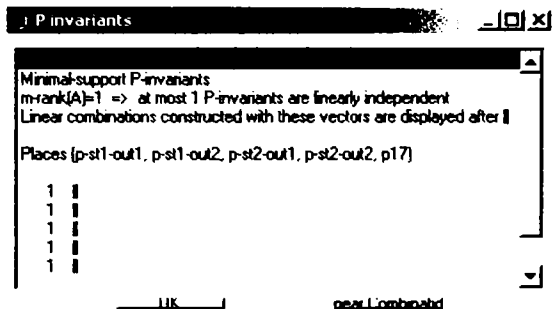 P invariants
Minimal-support P-invariants
m-rank(A)=1 => at most 1 P-invariants are linearly independent
Linear combinations constructed with these vectors are displayed after ||
Places {p-st1-out1, p-st1-out2, p-st2-out1, p-st2-out2, p17}
1 ||
1 ||
1 ||
1 ||
1 ||